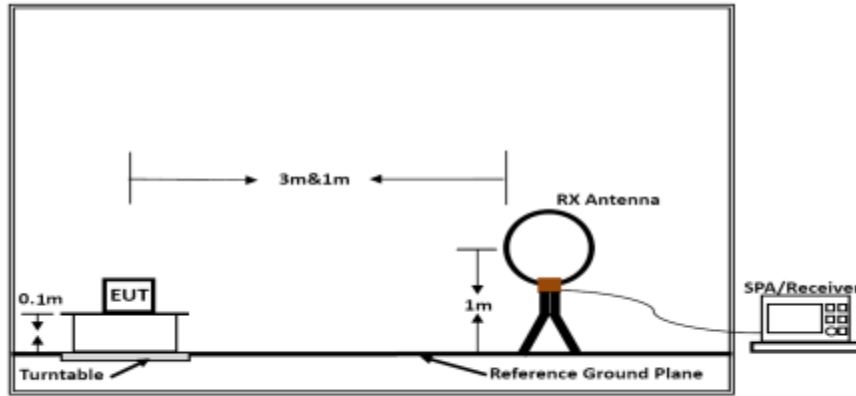 3m&1m
RX Antenna
EUT
0.1m
1m
SPA/Receiver
Turntable
Reference Ground Plane